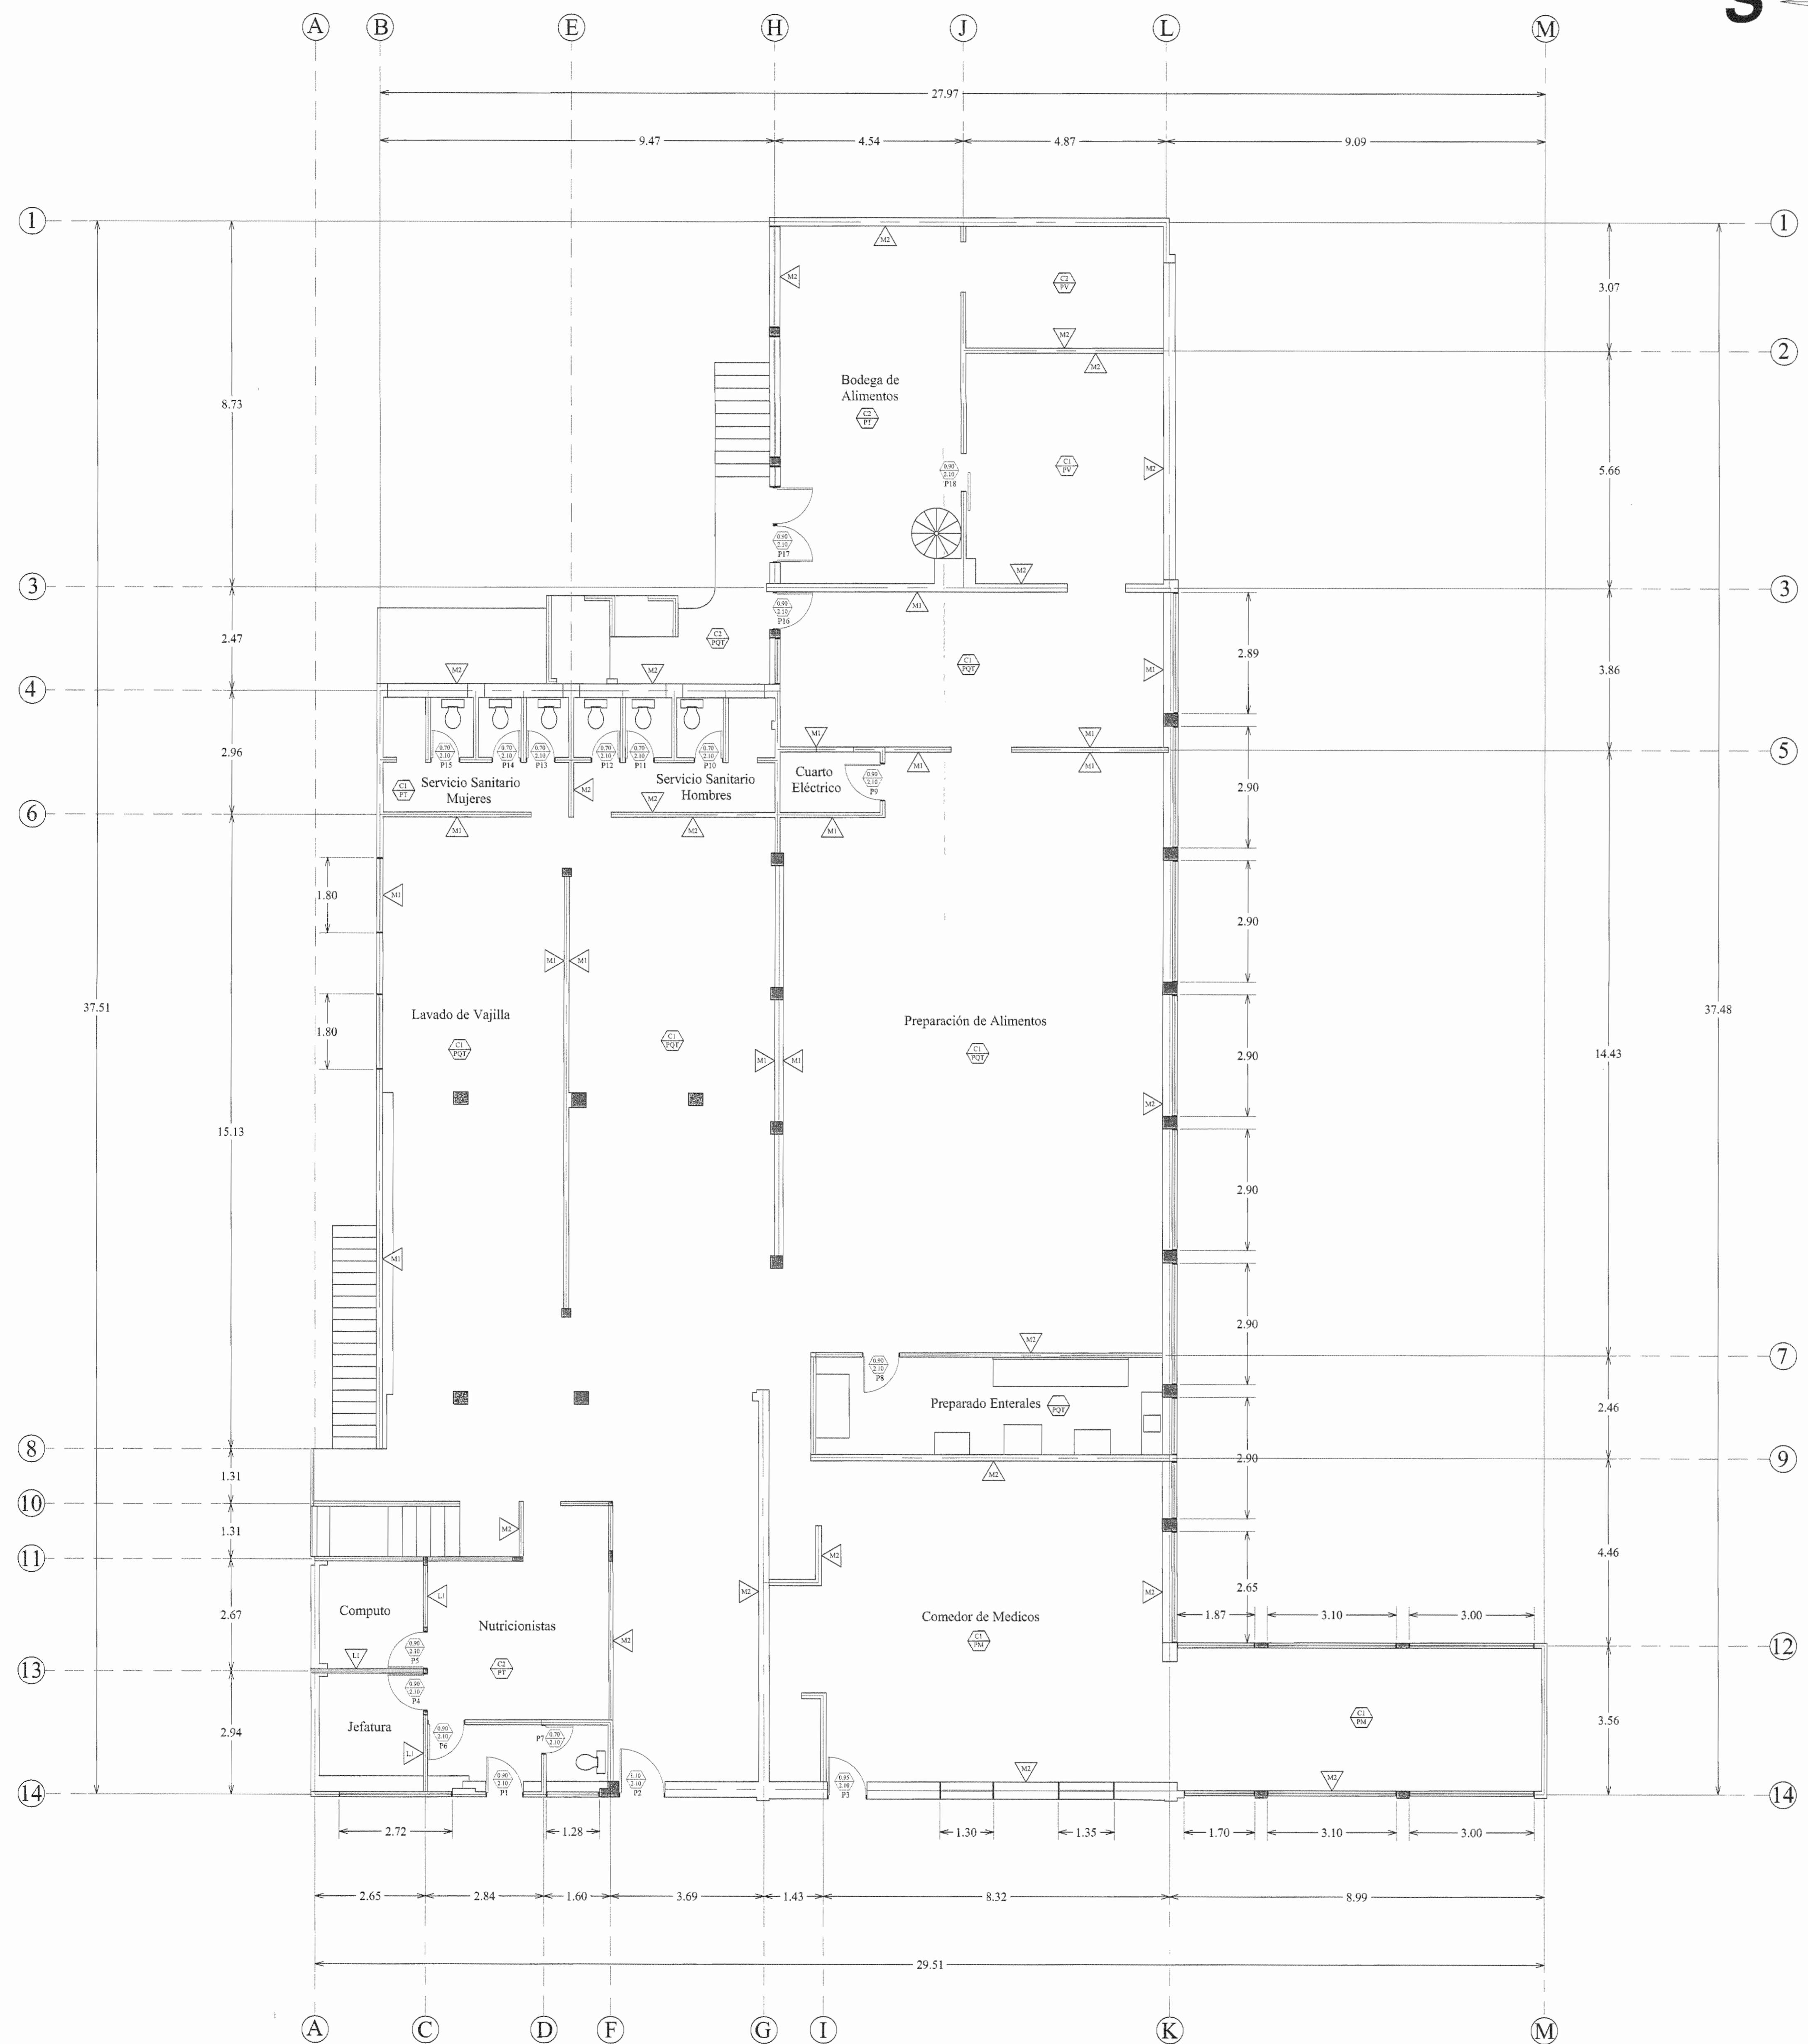 S
A B E H J L M
27.97
9.47 4.54 4.87 9.09
1 1
M2
M2
C2
PV
3.07
M2
2
M2
Bodega de
Alimentos
C2
PT
8.73
0.90
2.10
P18
C1
PV
M2
5.66
0.90
2.10
P17
M2
3 3
M1
0.90
2.10
P16
C2
PQT
2.47
C1
PQT
M1
2.89
3.86
M2 M2
4
2.96
0.70
2.10
P15
0.70
2.10
P14
0.70
2.10
P13
0.70
2.10
P12
0.70
2.10
P11
0.70
2.10
P10
M1 M1
M1 M1
5
C1
PT
Servicio Sanitario
Mujeres
M2
Servicio Sanitario
Hombres
M2
Cuarto
Eléctrico
0.90
2.10
P9
2.90
6
M1 M2 M1
1.80
M1
2.90
M1 M1
37.51
1.80
Lavado de Vajilla
C1
PQT
C1
PQT
M1 M1
Preparación de Alimentos
C1
PQT
2.90
14.43
37.48
M2
15.13
2.90
M1
2.90
M2
7
0.90
2.10
P8
Preparado Enterales
PQT
2.46
8
2.90
9
M2
1.31
10
M2
1.31
11
M2
4.46
2.67
L1
Computo
Nutricionistas
M2
M2
M2
2.65
Comedor de Medicos
C1
PM
1.87 3.10 3.00
12
L1
0.90
2.10
P5
C2
PT
13
0.90
2.10
P4
2.94
Jefatura
L1
0.90
2.10
P6
P7
0.70
2.10
C1
PM
3.56
0.90
2.10
P1
1.10
2.10
P2
0.95
2.10
P3
M2 M2
14 14
2.72 1.28 1.30 1.35 1.70 3.10 3.00
2.65 2.84 1.60 3.69 1.43 8.32 8.99
29.51
A C D F G I K M